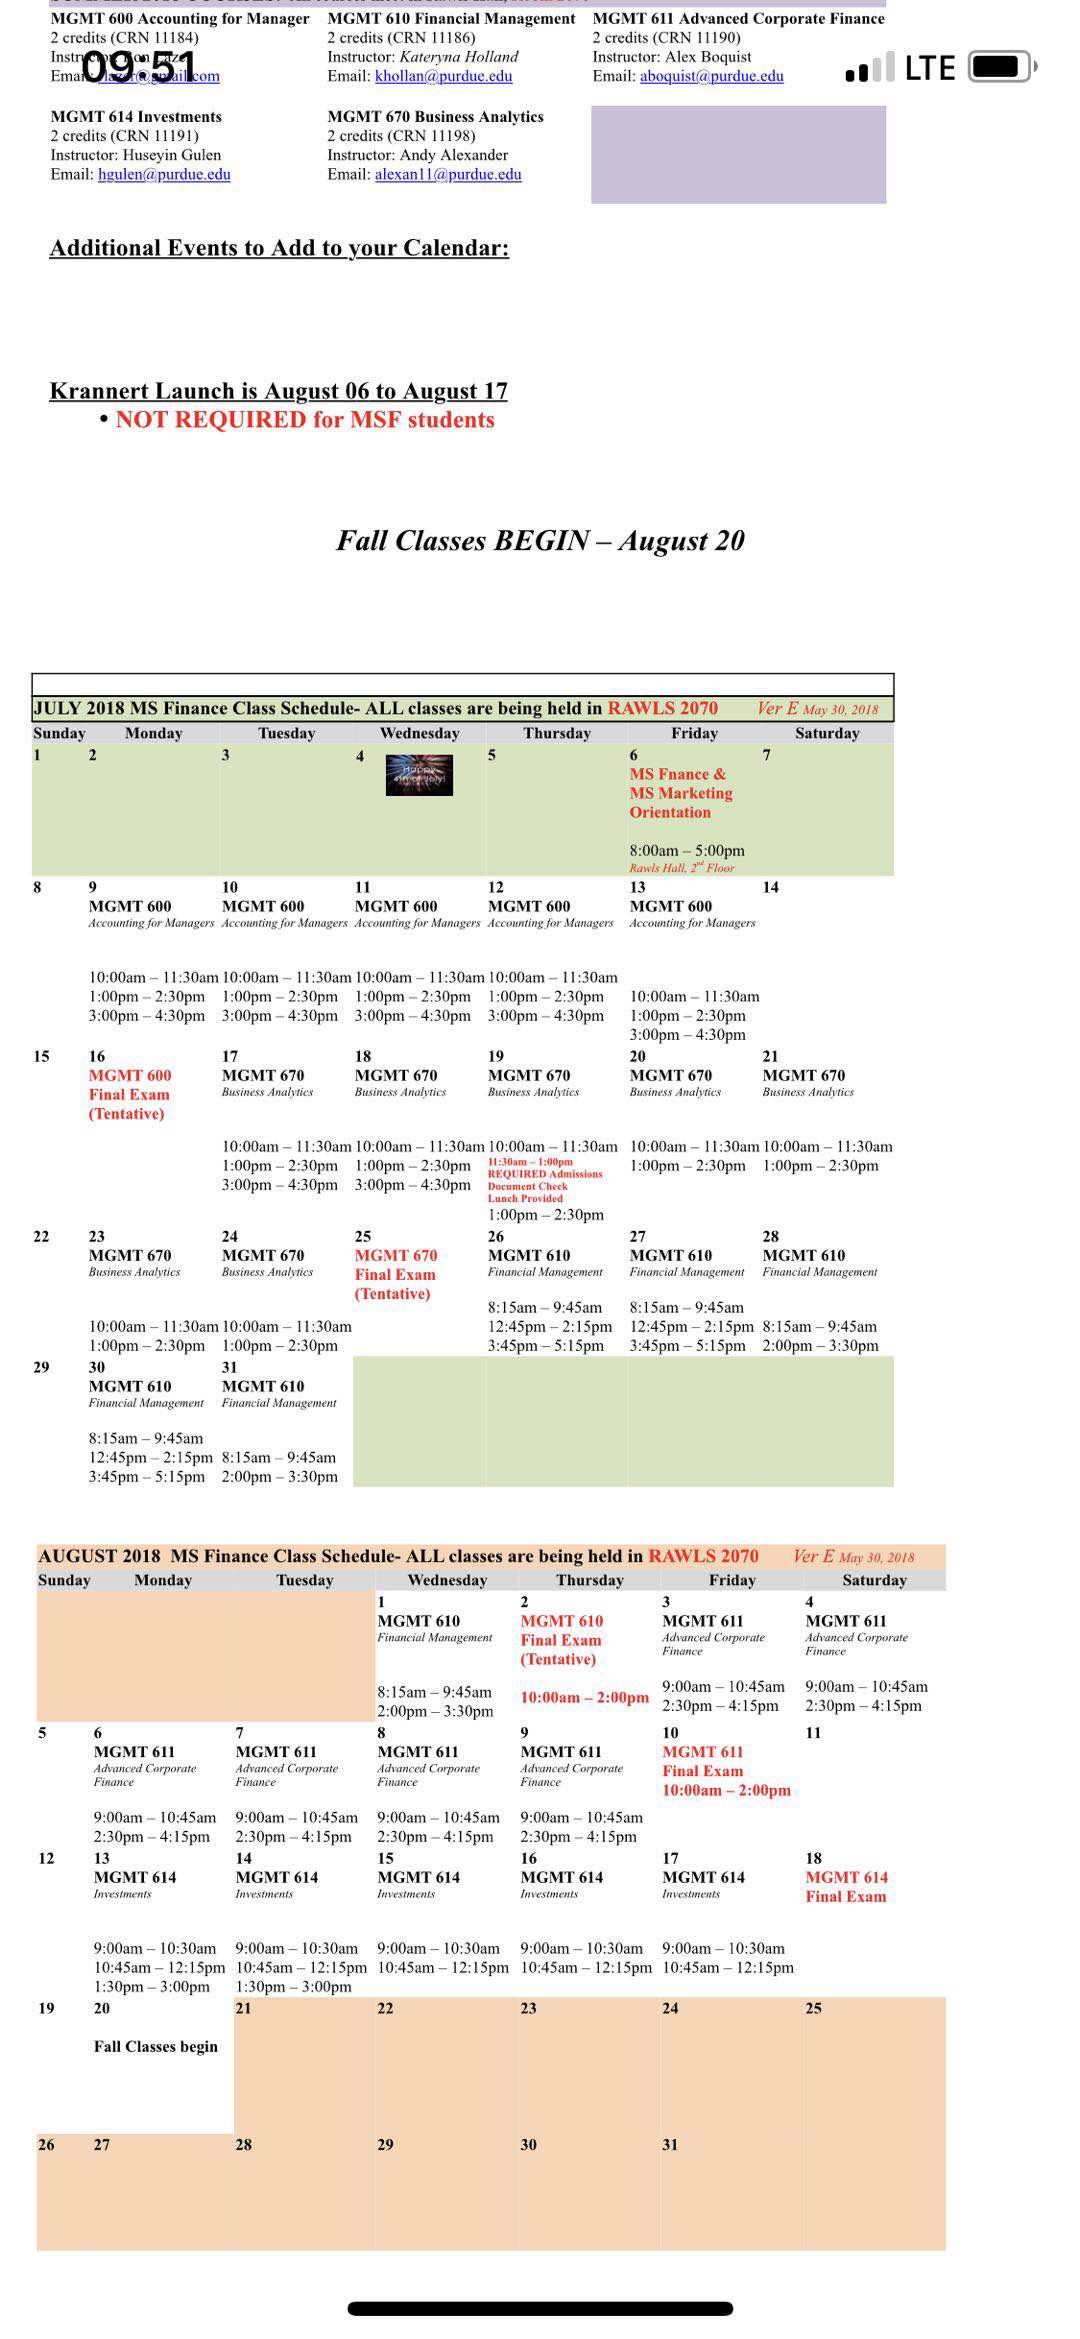 MGMT 600 Accounting for Manager MGMT 610 Financial Management MGMT 611 Advanced Corporate Finance
2 credits (CRN 11184) 2 credits (CRN 11186) 2 credits (CRN 11190)
Instructor: Instructor: Kateryna Holland Instructor: Alex Boquist
09:51
LTE
Email: Email: khollan@purdue.edu Email: aboquist@purdue.edu
MGMT 614 Investments MGMT 670 Business Analytics
2 credits (CRN 11191) 2 credits (CRN 11198)
Instructor: Huseyin Gulen Instructor: Andy Alexander
Email: hgulen@purdue.edu Email: alexan11@purdue.edu
Additional Events to Add to your Calendar:
Krannert Launch is August 06 to August 17
• NOT REQUIRED for MSF students
Fall Classes BEGIN – August 20
JULY 2018 MS Finance Class Schedule- ALL classes are being held in RAWLS 2070 Ver E May 30, 2018
Sunday Monday Tuesday Wednesday Thursday Friday Saturday
1 2 3 4 5 6 7
Happy
4th of July!
MS Fnance &
MS Marketing
Orientation
8:00am – 5:00pm
Rawls Hall, 2nd Floor
8 9 10 11 12 13 14
MGMT 600 MGMT 600 MGMT 600 MGMT 600 MGMT 600
Accounting for Managers Accounting for Managers Accounting for Managers Accounting for Managers Accounting for Managers
10:00am – 11:30am 10:00am – 11:30am 10:00am – 11:30am 10:00am – 11:30am
1:00pm – 2:30pm 1:00pm – 2:30pm 1:00pm – 2:30pm 1:00pm – 2:30pm 10:00am – 11:30am
3:00pm – 4:30pm 3:00pm – 4:30pm 3:00pm – 4:30pm 3:00pm – 4:30pm 1:00pm – 2:30pm
3:00pm – 4:30pm
15 16 17 18 19 20 21
MGMT 600 MGMT 670 MGMT 670 MGMT 670 MGMT 670 MGMT 670
Final Exam Business Analytics Business Analytics Business Analytics Business Analytics Business Analytics
(Tentative)
10:00am – 11:30am 10:00am – 11:30am 10:00am – 11:30am 10:00am – 11:30am 10:00am – 11:30am
1:00pm – 2:30pm 1:00pm – 2:30pm 11:30am – 1:00pm 1:00pm – 2:30pm 1:00pm – 2:30pm
REQUIRED Admissions
3:00pm – 4:30pm 3:00pm – 4:30pm Document Check
Lunch Provided
1:00pm – 2:30pm
22 23 24 25 26 27 28
MGMT 670 MGMT 670 MGMT 670 MGMT 610 MGMT 610 MGMT 610
Business Analytics Business Analytics Final Exam Financial Management Financial Management Financial Management
(Tentative)
8:15am – 9:45am 8:15am – 9:45am
10:00am – 11:30am 10:00am – 11:30am 12:45pm – 2:15pm 12:45pm – 2:15pm 8:15am – 9:45am
1:00pm – 2:30pm 1:00pm – 2:30pm 3:45pm – 5:15pm 3:45pm – 5:15pm 2:00pm – 3:30pm
29 30 31
MGMT 610 MGMT 610
Financial Management Financial Management
8:15am – 9:45am
12:45pm – 2:15pm 8:15am – 9:45am
3:45pm – 5:15pm 2:00pm – 3:30pm
AUGUST 2018 MS Finance Class Schedule- ALL classes are being held in RAWLS 2070 Ver E May 30, 2018
Sunday Monday Tuesday Wednesday Thursday Friday Saturday
1 2 3 4
MGMT 610 MGMT 610 MGMT 611 MGMT 611
Financial Management Final Exam Advanced Corporate Advanced Corporate
(Tentative) Finance Finance
8:15am – 9:45am 10:00am – 2:00pm 9:00am – 10:45am 9:00am – 10:45am
2:00pm – 3:30pm 2:30pm – 4:15pm 2:30pm – 4:15pm
5 6 7 8 9 10 11
MGMT 611 MGMT 611 MGMT 611 MGMT 611 MGMT 611
Advanced Corporate Advanced Corporate Advanced Corporate Advanced Corporate Final Exam
Finance Finance Finance Finance 10:00am – 2:00pm
9:00am – 10:45am 9:00am – 10:45am 9:00am – 10:45am 9:00am – 10:45am
2:30pm – 4:15pm 2:30pm – 4:15pm 2:30pm – 4:15pm 2:30pm – 4:15pm
12 13 14 15 16 17 18
MGMT 614 MGMT 614 MGMT 614 MGMT 614 MGMT 614 MGMT 614
Investments Investments Investments Investments Investments Final Exam
9:00am – 10:30am 9:00am – 10:30am 9:00am – 10:30am 9:00am – 10:30am 9:00am – 10:30am
10:45am – 12:15pm 10:45am – 12:15pm 10:45am – 12:15pm 10:45am – 12:15pm 10:45am – 12:15pm
1:30pm – 3:00pm 1:30pm – 3:00pm
19 20 21 22 23 24 25
Fall Classes begin
26 27 28 29 30 31